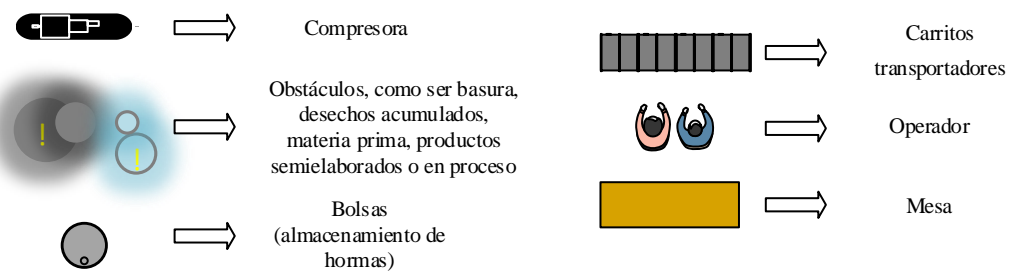 Compresora
Obstáculos, como ser basura,
desechos acumulados,
materia prima, productos
semielaborados o en proceso
Bolsas
(almacenamiento de
hormas)
Carritos
transportadores
Operador
Mesa